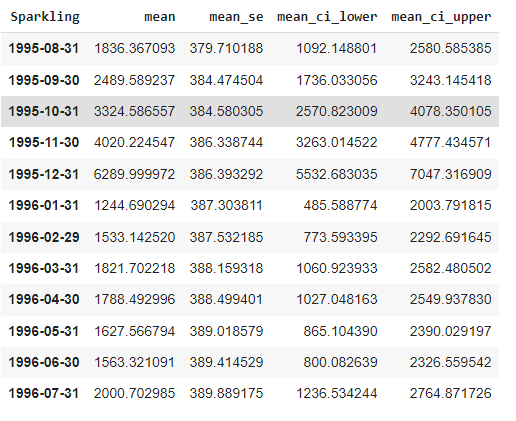 Sparkling mean mean_se mean_ci_lower mean_ci_upper
1995-08-31 1836.367093 379.710188 1092.148801 2580.585385
1995-09-30 2489.589237 384.474504 1736.033056 3243.145418
1995-10-31 3324.586557 384.580305 2570.823009 4078.350105
1995-11-30 4020.224547 386.338744 3263.014522 4777.434571
1995-12-31 6289.999972 386.393292 5532.683035 7047.316909
1996-01-31 1244.690294 387.303811 485.588774 2003.791815
1996-02-29 1533.142520 387.532185 773.593395 2292.691645
1996-03-31 1821.702218 388.159318 1060.923933 2582.480502
1996-04-30 1788.492996 388.499401 1027.048163 2549.937830
1996-05-31 1627.566794 389.018579 865.104390 2390.029197
1996-06-30 1563.321091 389.414529 800.082639 2326.559542
1996-07-31 2000.702985 389.889175 1236.534244 2764.871726